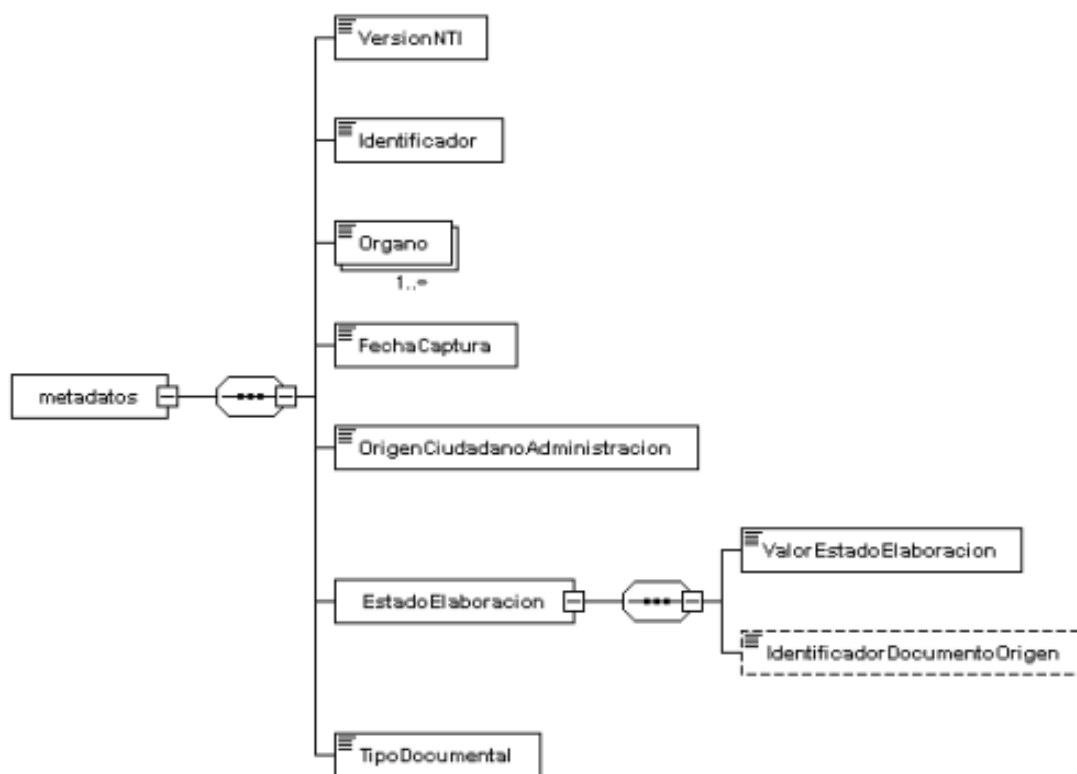 VersionNTI
Identificador
Organo
1..∞
FechaCaptura
metadatos
OrigenCiudadanoAdministracion
ValorEstadoElaboracion
EstadoElaboracion
IdentificadorDocumentoOrigen
TipoDocumental